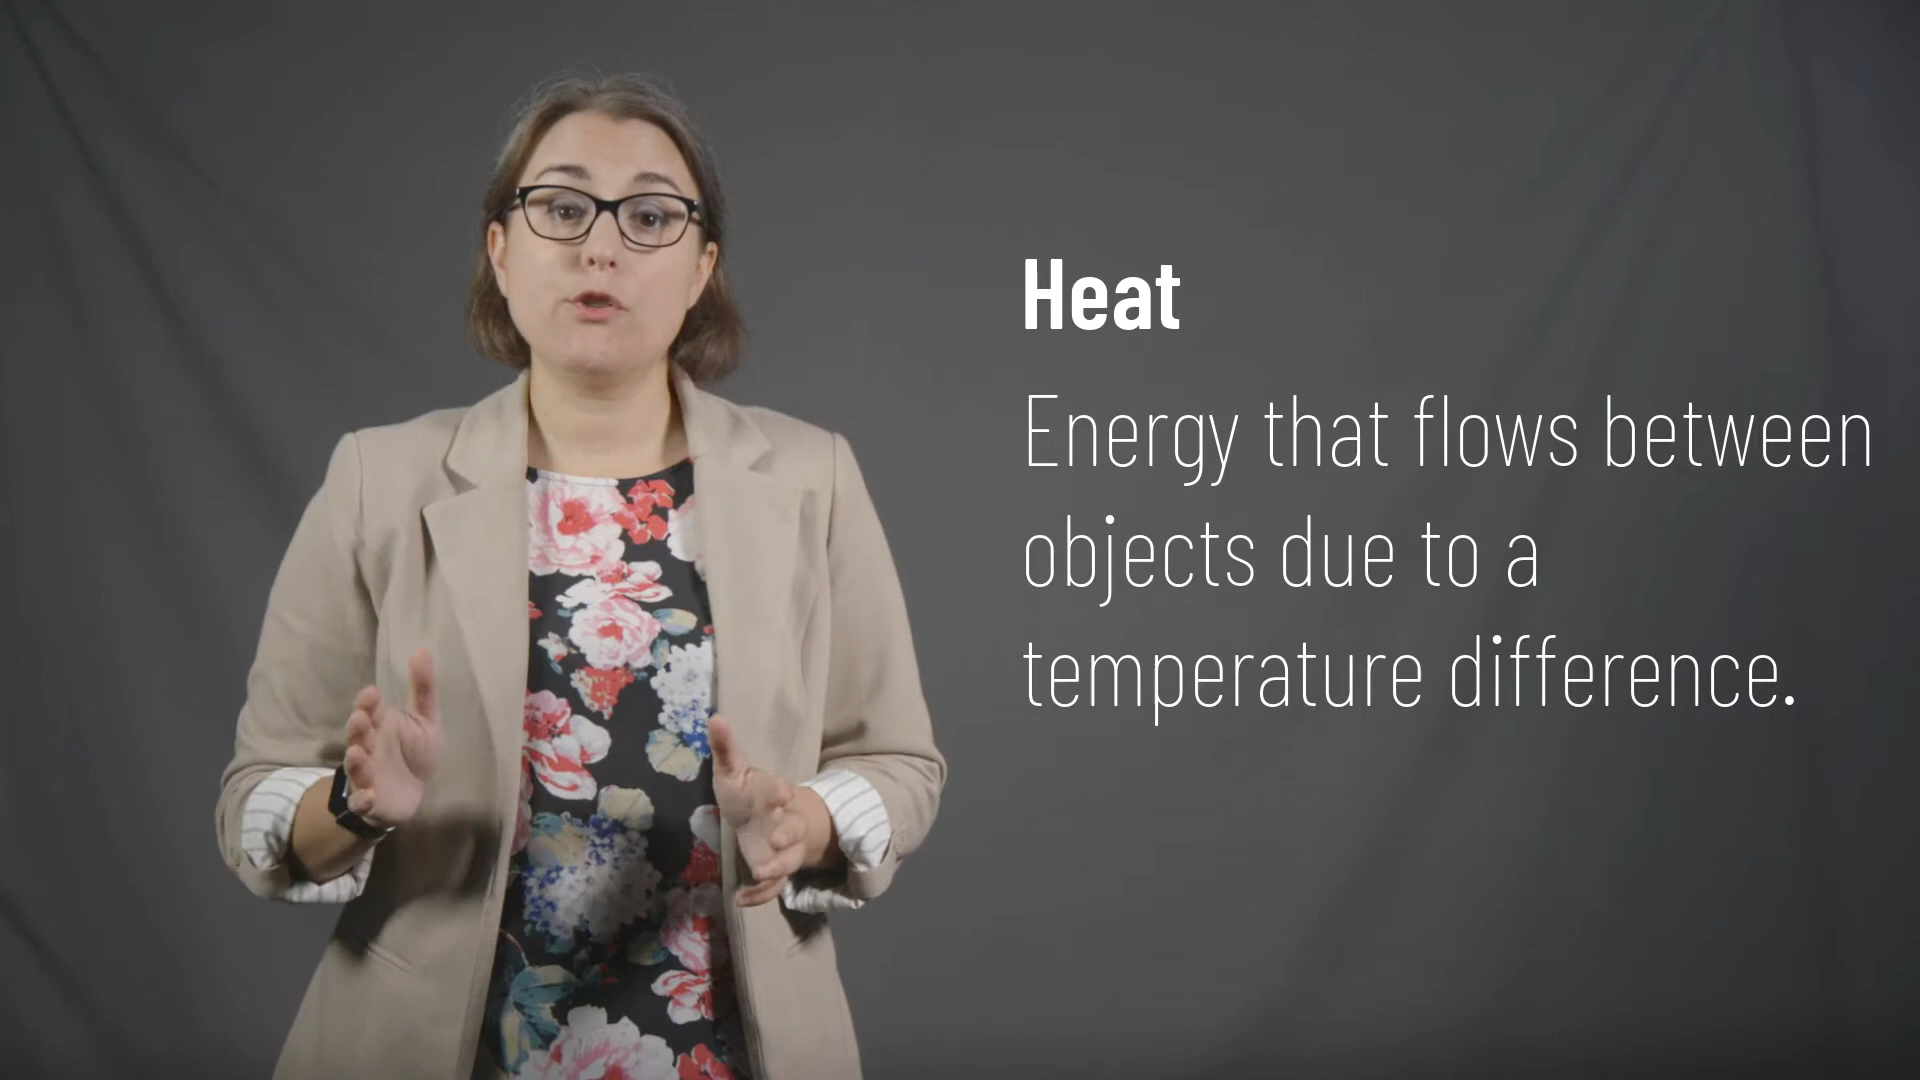 Heat
Energy that flows between
objects due to a
temperature difference.